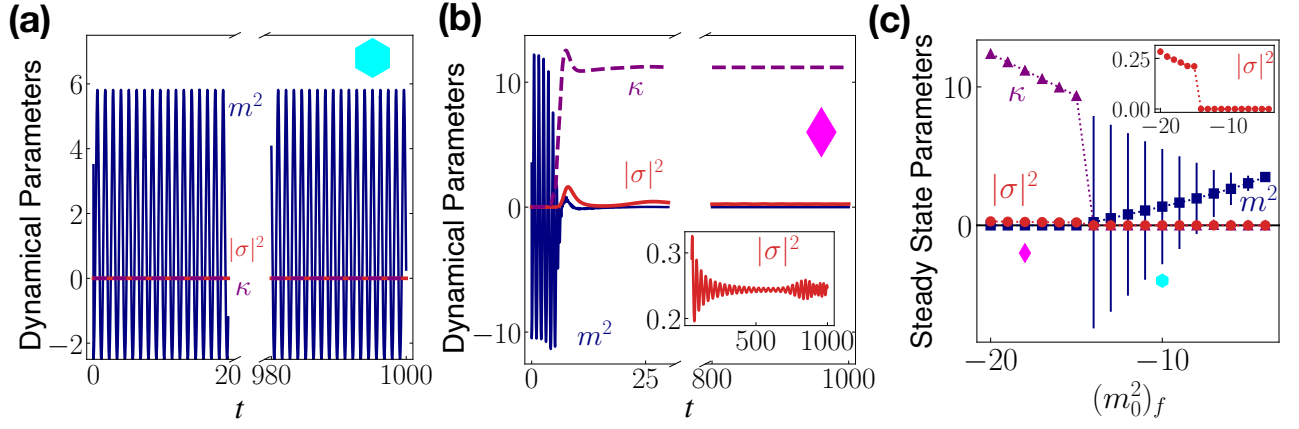 (a)
Dynamical Parameters
6
4
2
0
−2
m²
|σ|²
κ
0
20
980
1000
t
(b)
Dynamical Parameters
10
0
−10
κ
|σ|²
m²
0.3
0.2
|σ|²
500
1000
0
30
800
1000
t
(c)
Steady State Parameters
10
0
κ
|σ|²
m²
0.25
0.00
|σ|²
−20
−10
−20
−10
(m₀²)f